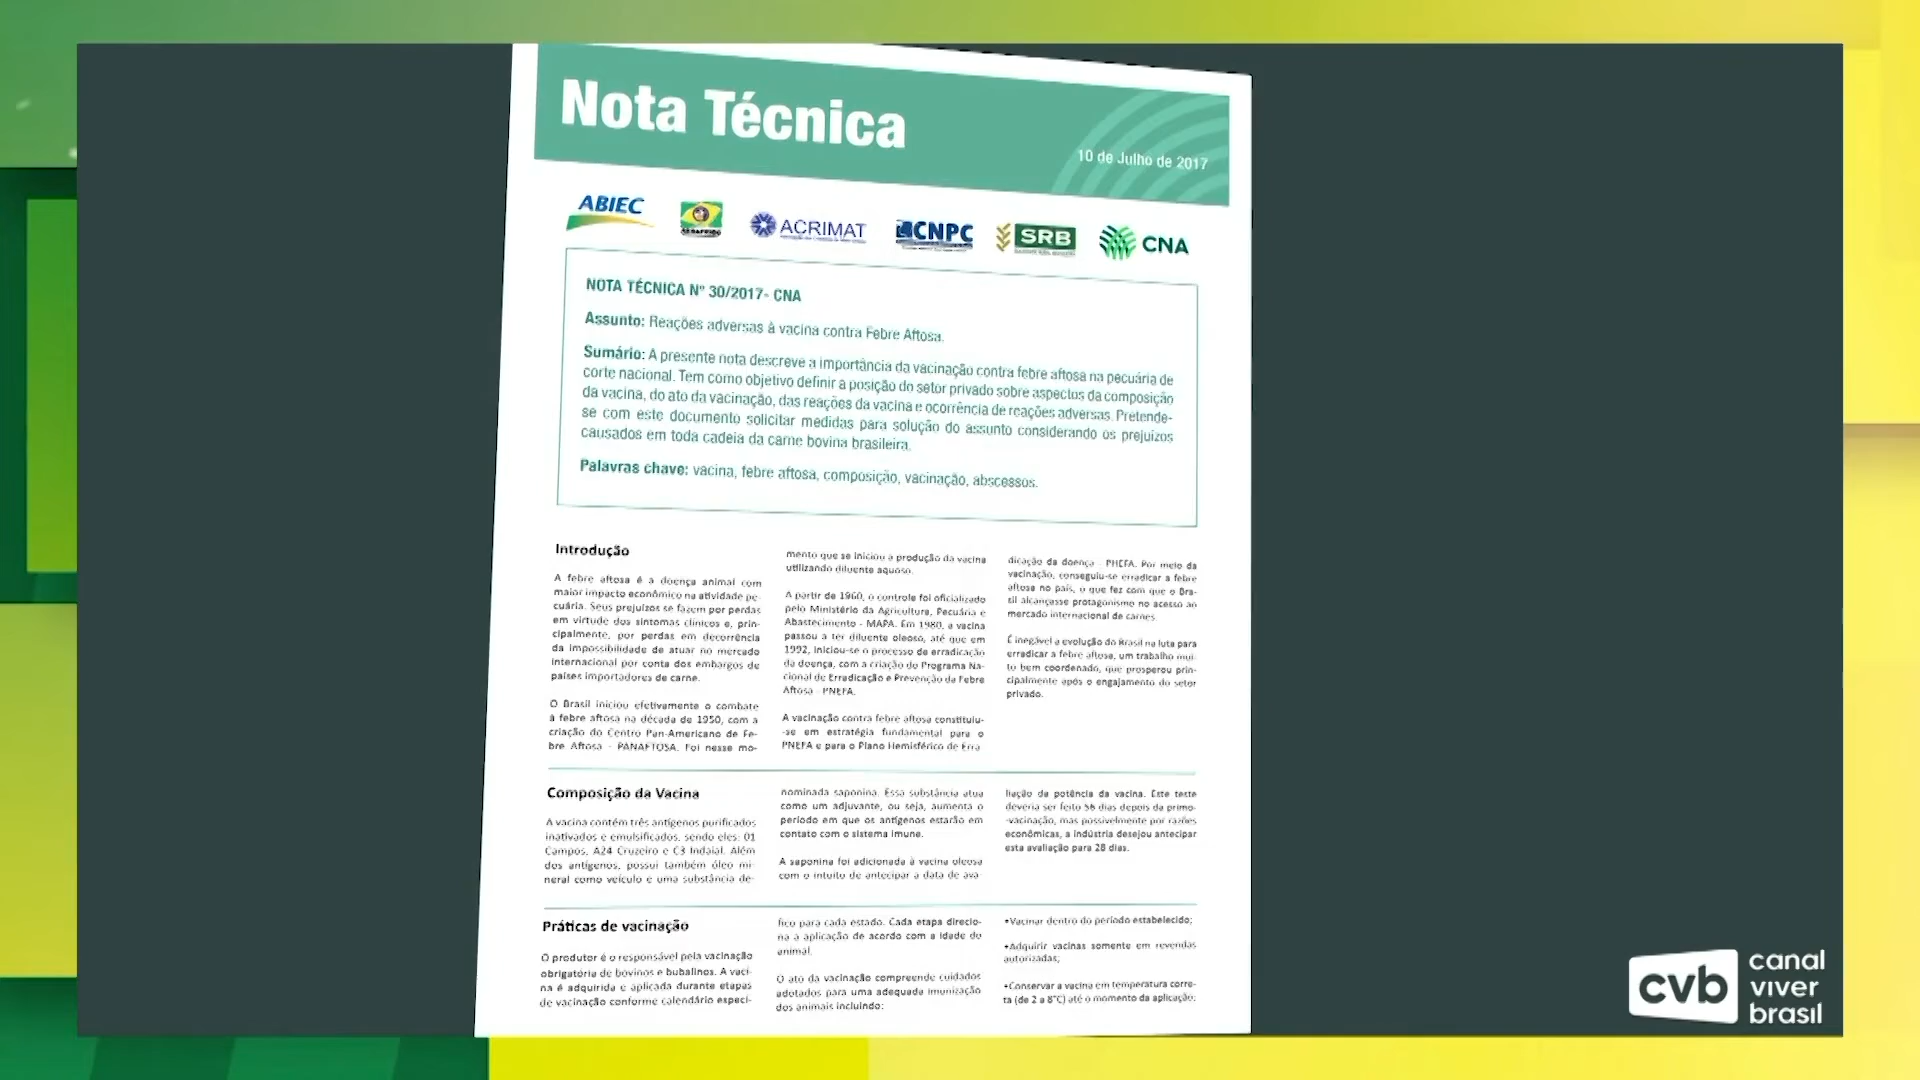 Nota Técnica
10 de Julho de 2017
ABIEC
ACRIMAT
CNPC
SRB
CNA
NOTA TÉCNICA Nº 30/2017- CNA
Assunto: Reações adversas à vacina contra Febre Aftosa.
Sumário: A presente nota descreve a importância da vacinação contra febre aftosa na pecuária de
corte nacional. Tem como objetivo definir a posição do setor privado sobre aspectos da composição
da vacina, do ato da vacinação, das reações da vacina e ocorrência de reações adversas. Pretende-
se com este documento solicitar medidas para solução do assunto considerando os prejuízos
causados em toda cadeia da carne bovina brasileira.
Palavras chave: vacina, febre aftosa, composição, vacinação, abscessos.
Introdução
A febre aftosa é a doença animal com
maior impacto econômico na atividade pe-
cuária. Seus prejuízos se fazem por perdas
em virtude dos sintomas clínicos e, prin-
cipalmente, por perdas em decorrência
da impossibilidade de atuar no mercado
internacional por conta dos embargos de
países importadores de carne.
O Brasil iniciou efetivamente o combate
à febre aftosa na década de 1950, com a
criação do Centro Pan-Americano de Fe-
bre Aftosa - PANAFTOSA. Foi nesse mo-
mento que se iniciou a produção da vacina
utilizando diluente aquoso.
A partir de 1960, o controle foi oficializado
pelo Ministério da Agricultura, Pecuária e
Abastecimento - MAPA. Em 1980, a vacina
passou a ter diluente oleoso, até que em
1992, iniciou-se o processo de erradicação
da doença, com a criação do Programa Na-
cional de Erradicação e Prevenção da Febre
Aftosa - PNEFA.
A vacinação contra febre aftosa constituiu-
-se em estratégia fundamental para o
PNEFA e para o Plano Hemisférico de Erra
dicação da doença - PHEFA. Por meio da
vacinação, conseguiu-se erradicar a febre
aftosa no país, o que fez com que o Bra-
sil alcançasse protagonismo no acesso ao
mercado internacional de carnes.
É inegável a evolução do Brasil na luta para
erradicar a febre aftosa, um trabalho mui-
to bem coordenado, que prosperou prin-
cipalmente após o engajamento do setor
privado.
Composição da Vacina
A vacina contém três antígenos purificados
inativados e emulsificados, sendo eles: 01
Campos, A24 Cruzeiro e C3 Indaial. Além
dos antígenos, possui também óleo mi-
neral como veículo e uma substância de-
nominada saponina. Essa substância atua
como um adjuvante, ou seja, aumenta o
período em que os antígenos estarão em
contato com o sistema imune.
A saponina foi adicionada à vacina oleosa
com o intuito de antecipar a data de ava
liação da potência da vacina. Este teste
deveria ser feito 56 dias depois da primo-
-vacinação, mas possivelmente por razões
econômicas, a indústria desejou antecipar
esta avaliação para 28 dias.
Práticas de vacinação
O produtor é o responsável pela vacinação
obrigatória de bovinos e bubalinos. A vaci-
na é adquirida e aplicada durante etapas
de vacinação conforme calendário especí-
fico para cada estado. Cada etapa direcio-
na a aplicação de acordo com a idade do
animal.
O ato da vacinação compreende cuidados
adotados para uma adequada imunização
dos animais incluindo:
•Vacinar dentro do período estabelecido;
•Adquirir vacinas somente em revendas
autorizadas;
•Conservar a vacina em temperatura corre-
ta (de 2 a 8°C) até o momento da aplicação;
cvb
canal
viver
brasil